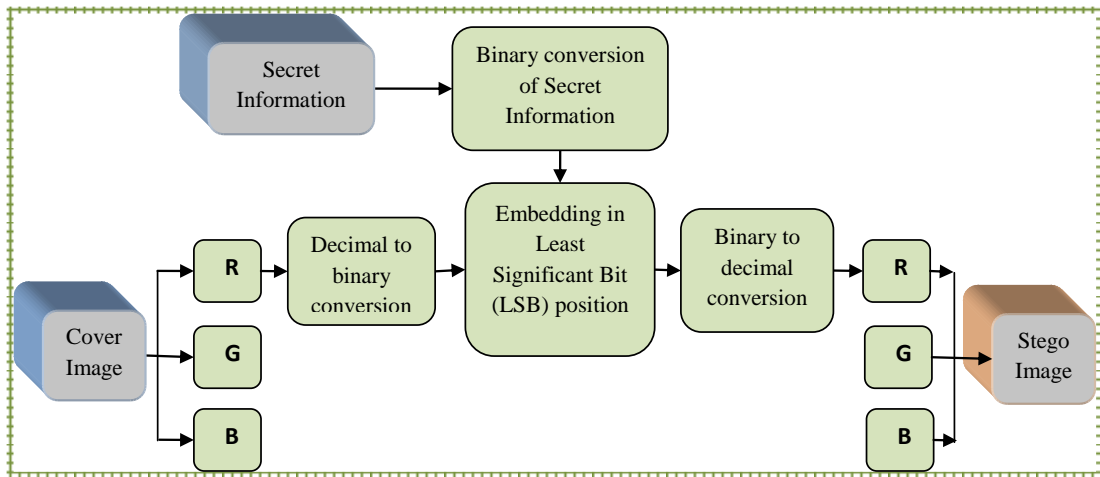 Secret
Information
Binary conversion
of Secret
Information
Cover
Image
R
G
B
Decimal to
binary
conversion
Embedding in
Least
Significant Bit
(LSB) position
Binary to
decimal
conversion
R
G
B
Stego
Image